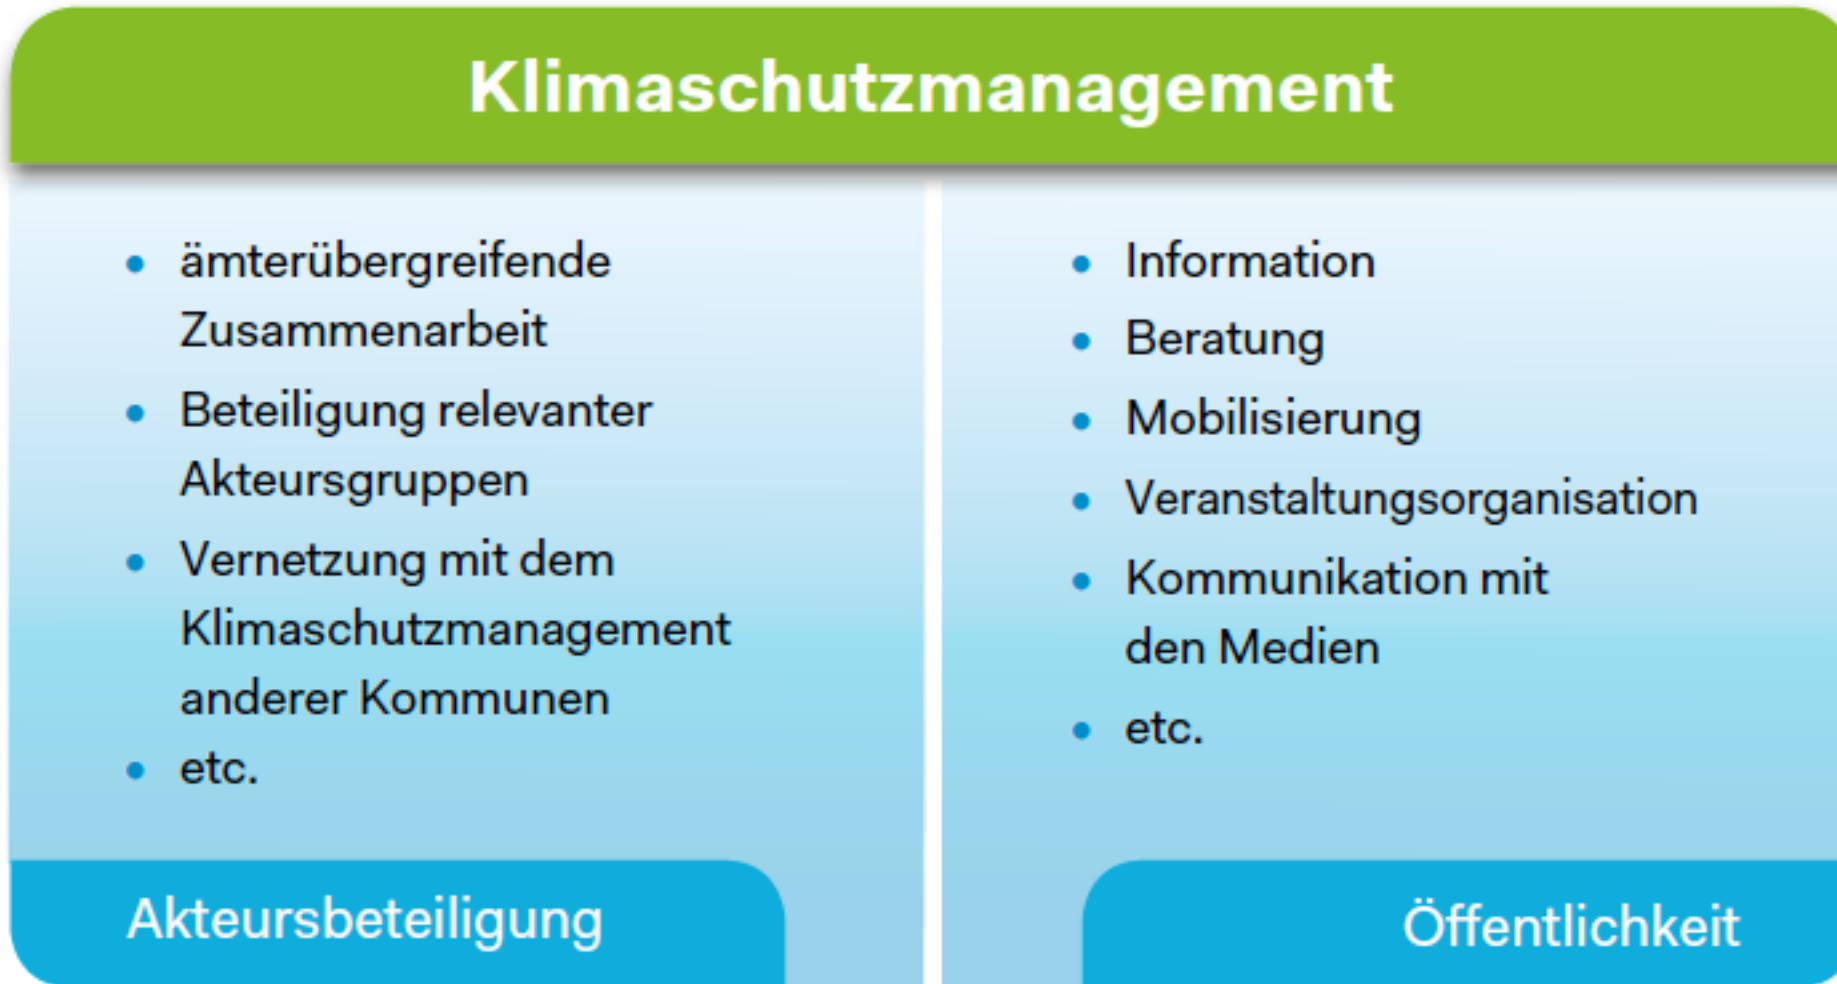 Klimaschutzmanagement
• ämterübergreifende
Zusammenarbeit
• Beteiligung relevanter
Akteursgruppen
• Vernetzung mit dem
Klimaschutzmanagement
anderer Kommunen
• etc.
Akteursbeteiligung
• Information
• Beratung
• Mobilisierung
• Veranstaltungsorganisation
• Kommunikation mit
den Medien
• etc.
Öffentlichkeit